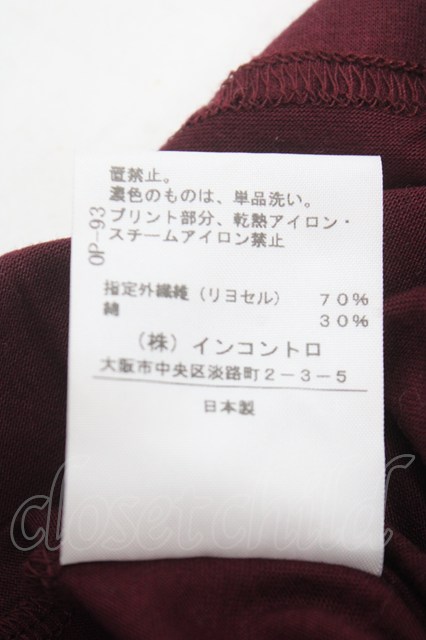 置禁止。
濃色のものは、単品洗い。
プリント部分、乾熱アイロン・
スチームアイロン禁止
OP-93
指定外繊維（リヨセル） 70％
綿 30％
（株）インコントロ
大阪市中央区淡路町2－3－5
日本製
closet child